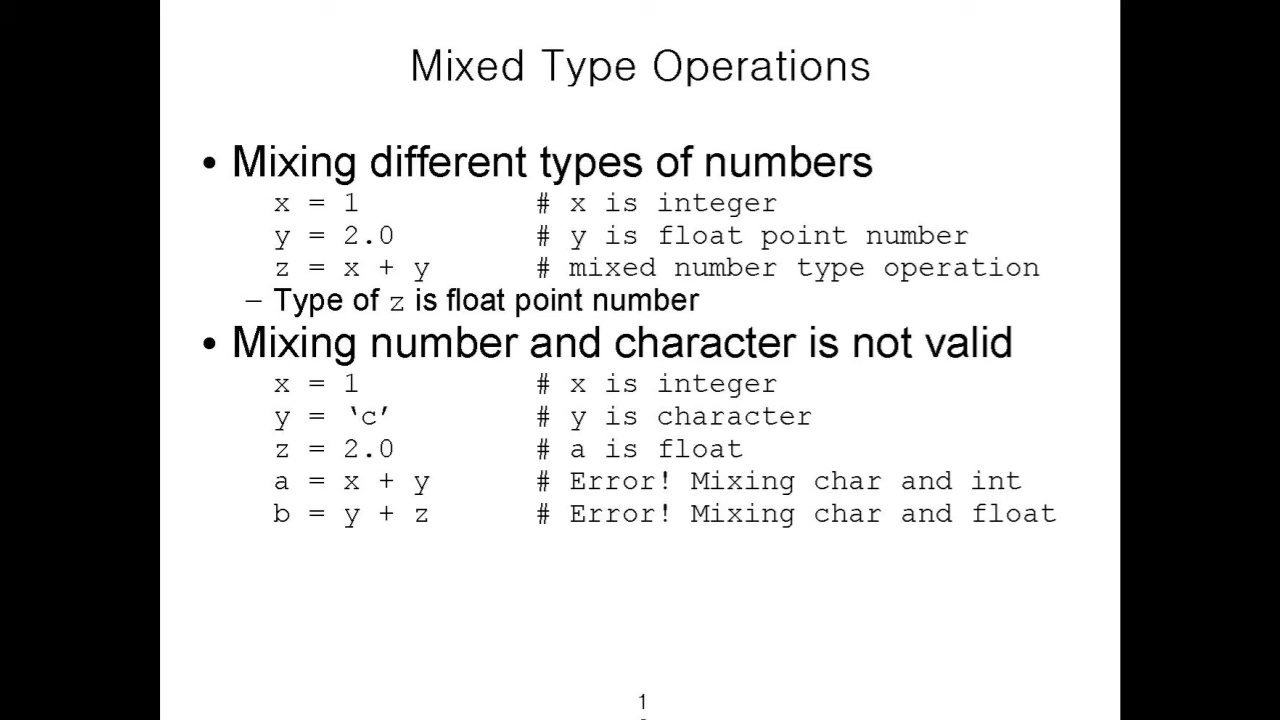 Mixed Type Operations
• Mixing different types of numbers
x = 1 # x is integer
y = 2.0 # y is float point number
z = x + y # mixed number type operation
– Type of z is float point number
• Mixing number and character is not valid
x = 1 # x is integer
y = ‘c’ # y is character
z = 2.0 # a is float
a = x + y # Error! Mixing char and int
b = y + z # Error! Mixing char and float
1